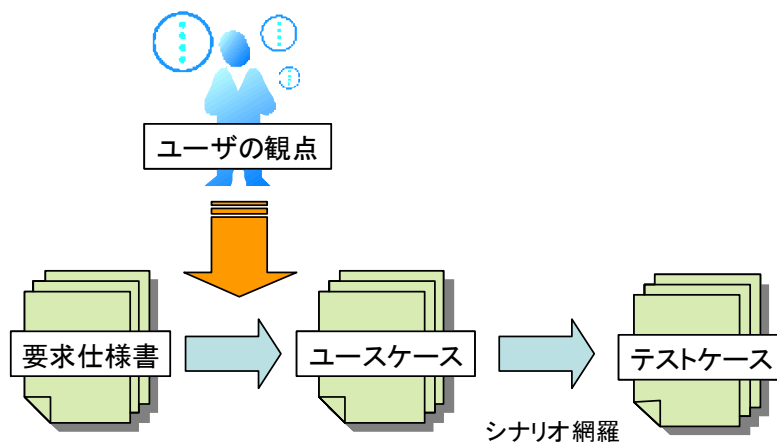 ユーザの観点
要求仕様書
ユースケース
テストケース
シナリオ網羅